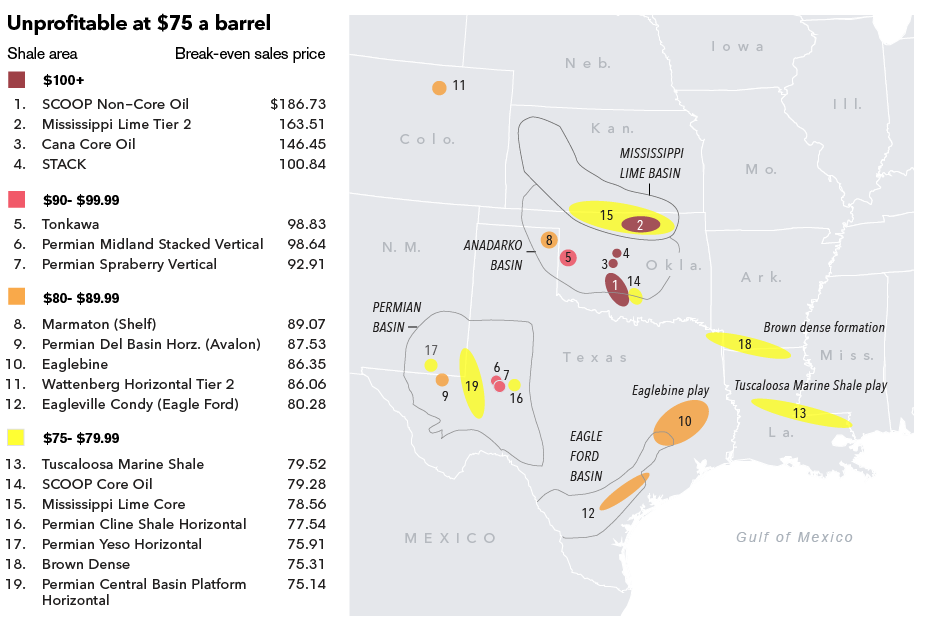 Unprofitable at $75 a barrel
Shale area Break-even sales price
$100+
1. SCOOP Non-Core Oil $186.73
2. Mississippi Lime Tier 2 163.51
3. Cana Core Oil 146.45
4. STACK 100.84
$90- $99.99
5. Tonkawa 98.83
6. Permian Midland Stacked Vertical 98.64
7. Permian Spraberry Vertical 92.91
$80- $89.99
8. Marmaton (Shelf) 89.07
9. Permian Del Basin Horz. (Avalon) 87.53
10. Eaglebine 86.35
11. Wattenberg Horizontal Tier 2 86.06
12. Eagleville Condy (Eagle Ford) 80.28
$75- $79.99
13. Tuscaloosa Marine Shale 79.52
14. SCOOP Core Oil 79.28
15. Mississippi Lime Core 78.56
16. Permian Cline Shale Horizontal 77.54
17. Permian Yeso Horizontal 75.91
18. Brown Dense 75.31
19. Permian Central Basin Platform 75.14
Horizontal
Iowa
Neb.
11
Ill.
Colo.
Kan.
MISSISSIPPI
LIME BASIN
Mo.
15
2
N.M.
ANADARKO
BASIN
8
5
4
3
Okla.
1
14
Ark.
PERMIAN
BASIN
Brown dense formation
18
Miss.
17
Texas
6
7
19
9
16
Eaglebine play
Tuscaloosa Marine Shale play
10
13
La.
EAGLE
FORD
BASIN
12
MEXICO
Gulf of Mexico